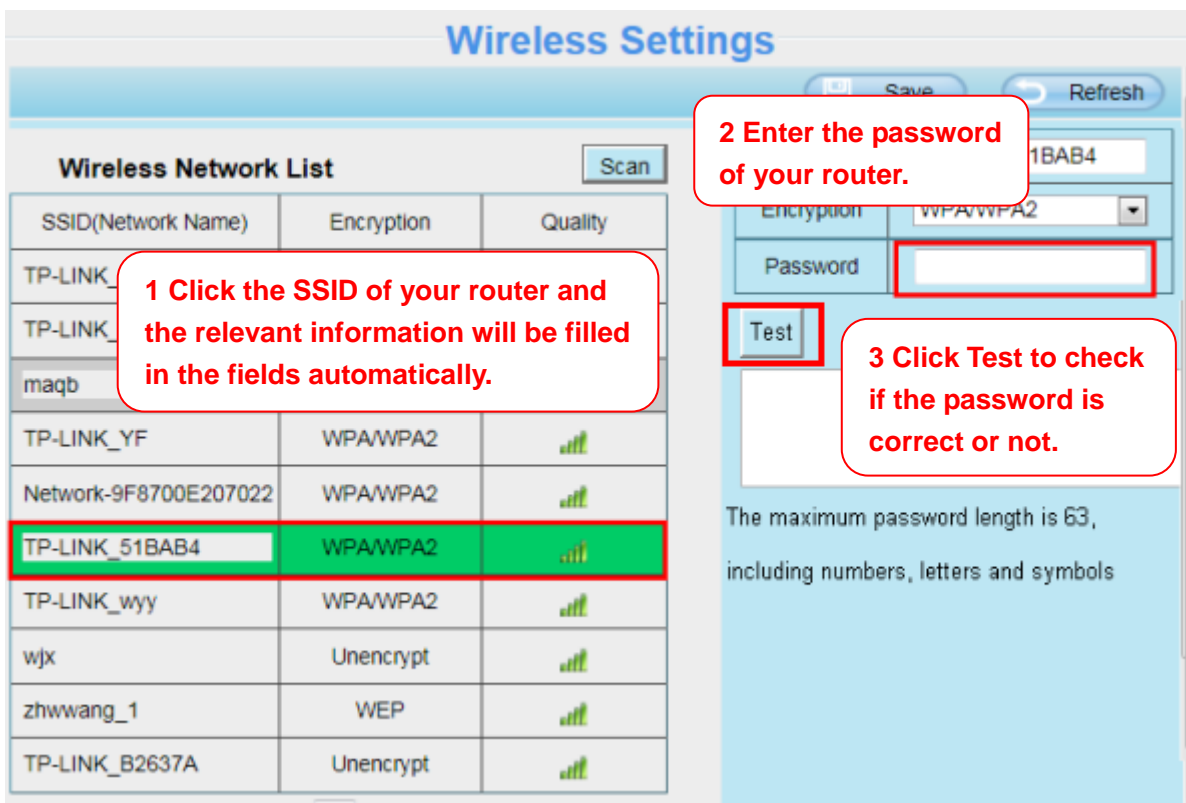 Wireless Settings
Save
Refresh
Wireless Network List
Scan
SSID(Network Name) Encryption Quality
TP-LINK_
TP-LINK_
maqb
TP-LINK_YF WPA/WPA2
Network-9F8700E207022 WPA/WPA2
TP-LINK_51BAB4 WPA/WPA2
TP-LINK_wyy WPA/WPA2
wjx Unencrypt
zhwwang_1 WEP
TP-LINK_B2637A Unencrypt
1 Click the SSID of your router and
the relevant information will be filled
in the fields automatically.
2 Enter the password
of your router.
1BAB4
Encryption WPA/WPA2
Password
Test
3 Click Test to check
if the password is
correct or not.
The maximum password length is 63,
including numbers, letters and symbols